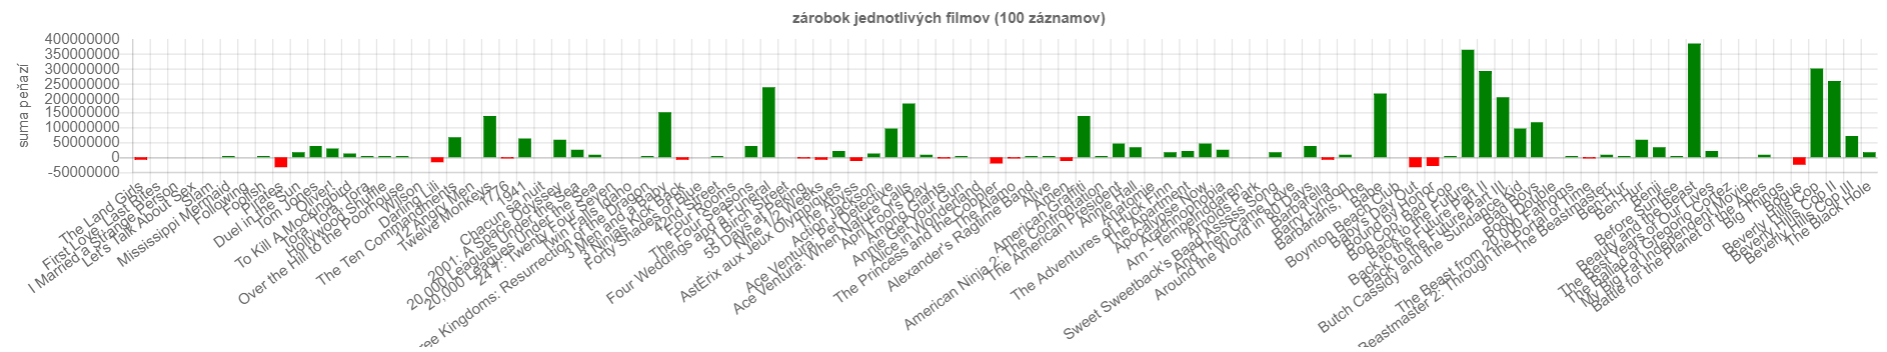 zárobok jednotlivých filmov (100 záznamov)
suma peňazí
400000000
350000000
300000000
250000000
200000000
150000000
100000000
50000000
0
-50000000
The Land Girls
First Love, Last Rites
I Married a Strange Person
Let's Talk About Sex
Slam
Mississippi Mermaid
Following
Foolish
Pirates
Duel in the Sun
Tom Jones
Oliver!
To Kill A Mockingbird
Tora, Tora, Tora
Hollywood Shuffle
Over the Hill to the Poorhouse
Wilson
Darling Lili
The Ten Commandments
12 Angry Men
Twelve Monkeys
1776
1941
Chacun sa nuit
2001: A Space Odyssey
20,000 Leagues Under the Sea
24 7: Twenty Four Seven
Twin Falls Idaho
3 Men and a Baby
3 Ninjas Kick Back
Forty Shades of Blue
42nd Street
Four Rooms
The Four Seasons
Four Weddings and a Funeral
51 Birch Street
55 Days at Peking
Nine 1/2 Weeks
AstÈrix aux Jeux Olympiques
The Abyss
Action Jackson
Ace Ventura: Pet Detective
Ace Ventura: When Nature Calls
April Fool's Day
Among Giants
Annie Get Your Gun
Alice in Wonderland
The Princess and the Cobbler
Alexander's Ragtime Band
Alive
Amen
American Graffiti
American Ninja 2: The Confrontation
The American President
Annie Hall
Anatomie
The Adventures of Huck Finn
The Apartment
Apocalypse Now
Arachnophobia
Arn - Tempelriddaren
Arnolds Park
Sweet Sweetback's Baad Asssss Song
And Then Came Love
Around the World in 80 Days
Barbarella
Barry Lyndon
Barbarians, The
Babe
Boynton Beach Club
Baby's Day Out
Bound by Honor
Bon Cop, Bad Cop
Back to the Future
Back to the Future Part II
Back to the Future Part III
Butch Cassidy and the Sundance Kid
Bad Boys
Body Double
The Beast from 20,000 Fathoms
Beastmaster 2: Through the Portal of Time
The Beastmaster
Ben-Hur
Ben-Hur
Benji
Before Sunrise
Beauty and the Beast
The Best Years of Our Lives
The Ballad of Gregorio Cortez
My Big Fat Independent Movie
Battle for the Planet of the Apes
Big Things
Bogus
Beverly Hills Cop
Beverly Hills Cop II
Beverly Hills Cop III
The Black Hole